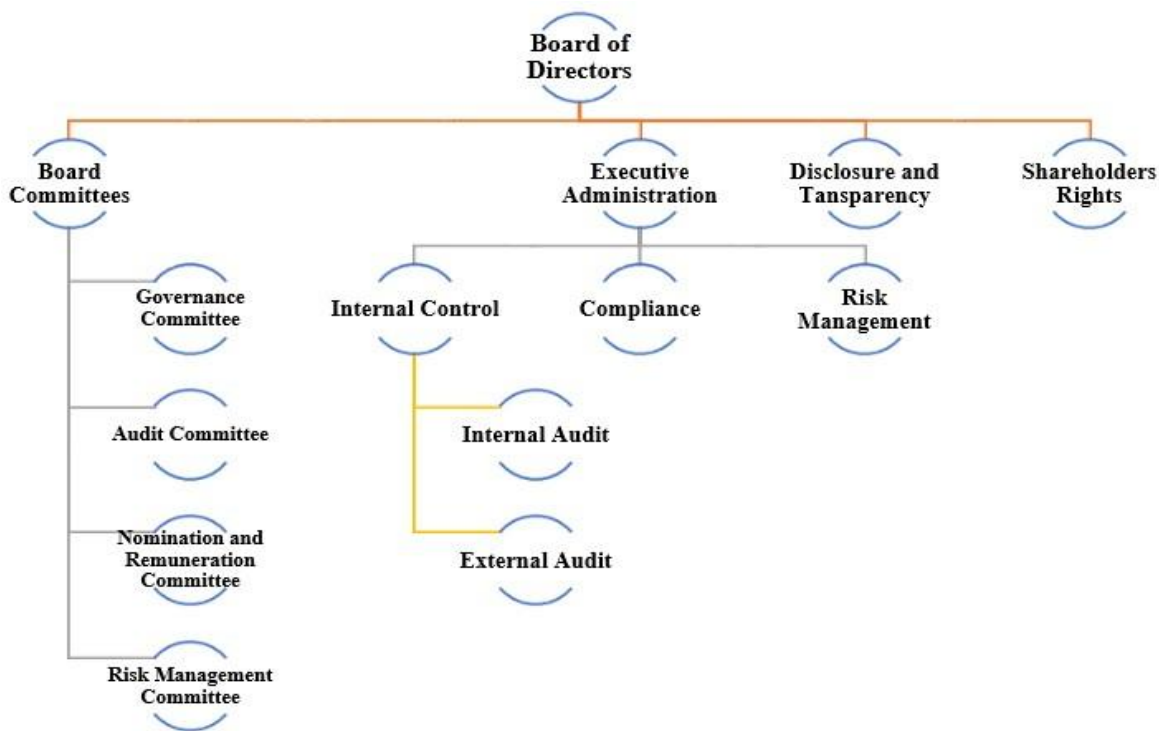 Board of
Directors
Board
Committees
Executive
Administration
Disclosure and
Tansparency
Shareholders
Rights
Governance
Committee
Internal Control
Compliance
Risk
Management
Audit Committee
Internal Audit
Nomination and
Remuneration
Committee
External Audit
Risk Management
Committee